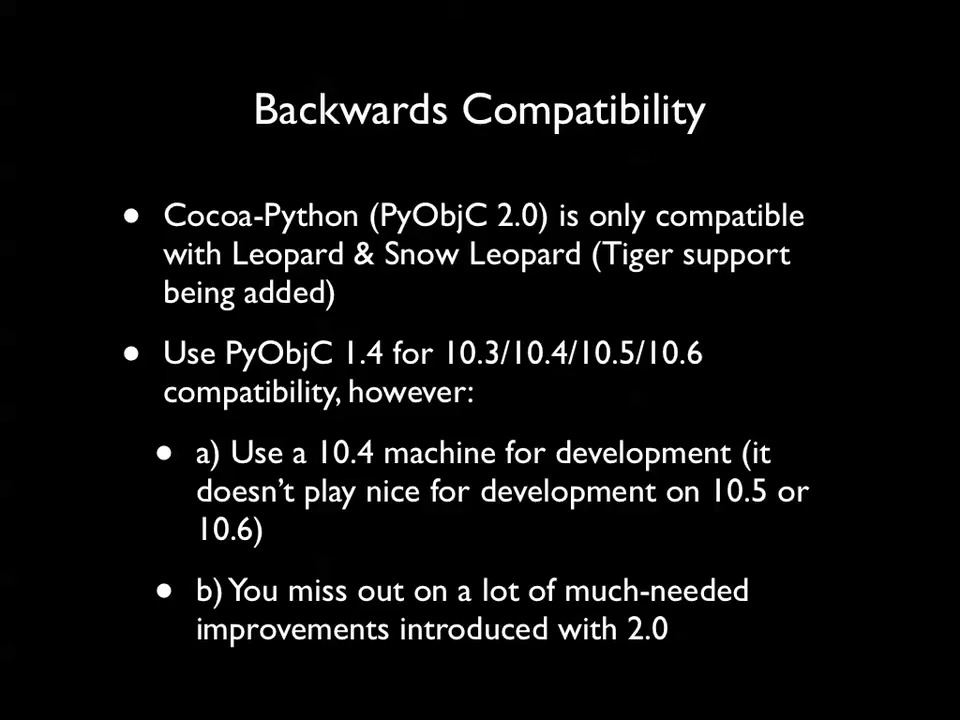 Backwards Compatibility
• Cocoa-Python (PyObjC 2.0) is only compatible
with Leopard & Snow Leopard (Tiger support
being added)
• Use PyObjC 1.4 for 10.3/10.4/10.5/10.6
compatibility, however:
• a) Use a 10.4 machine for development (it
doesn’t play nice for development on 10.5 or
10.6)
• b) You miss out on a lot of much-needed
improvements introduced with 2.0